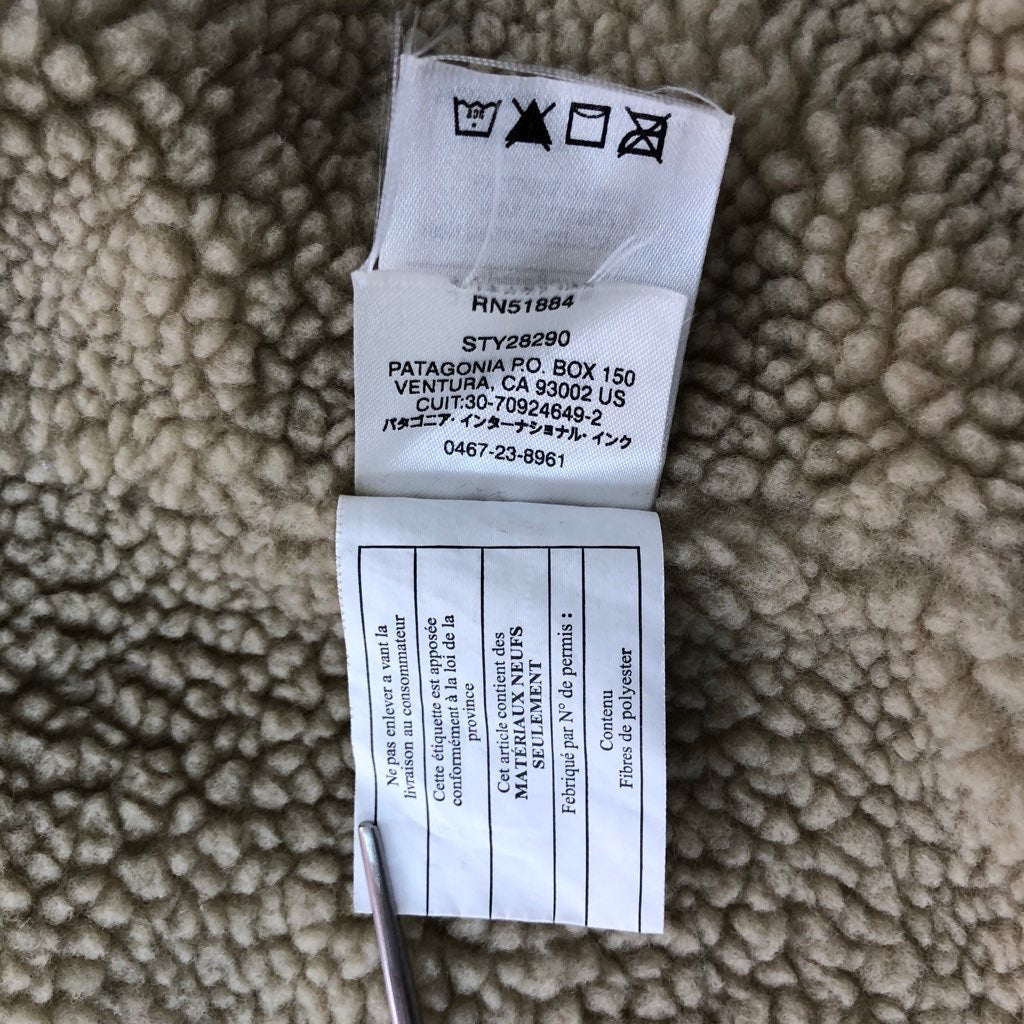 RN51884
STY28290
PATAGONIA P.O. BOX 150
VENTURA, CA 93002 US
CUIT:30-70924649-2
パタゴニア・インターナショナル・インク
0467-23-8961
Ne pas enlever a vant la
livraison au consommateur
Cette étiquette est apposée
conformément à la loi de la
province
Cet article contient des
MATÉRIAUX NEUFS
SEULEMENT
Febriqué par N° de permis :
Contenu
Fibres de polyester